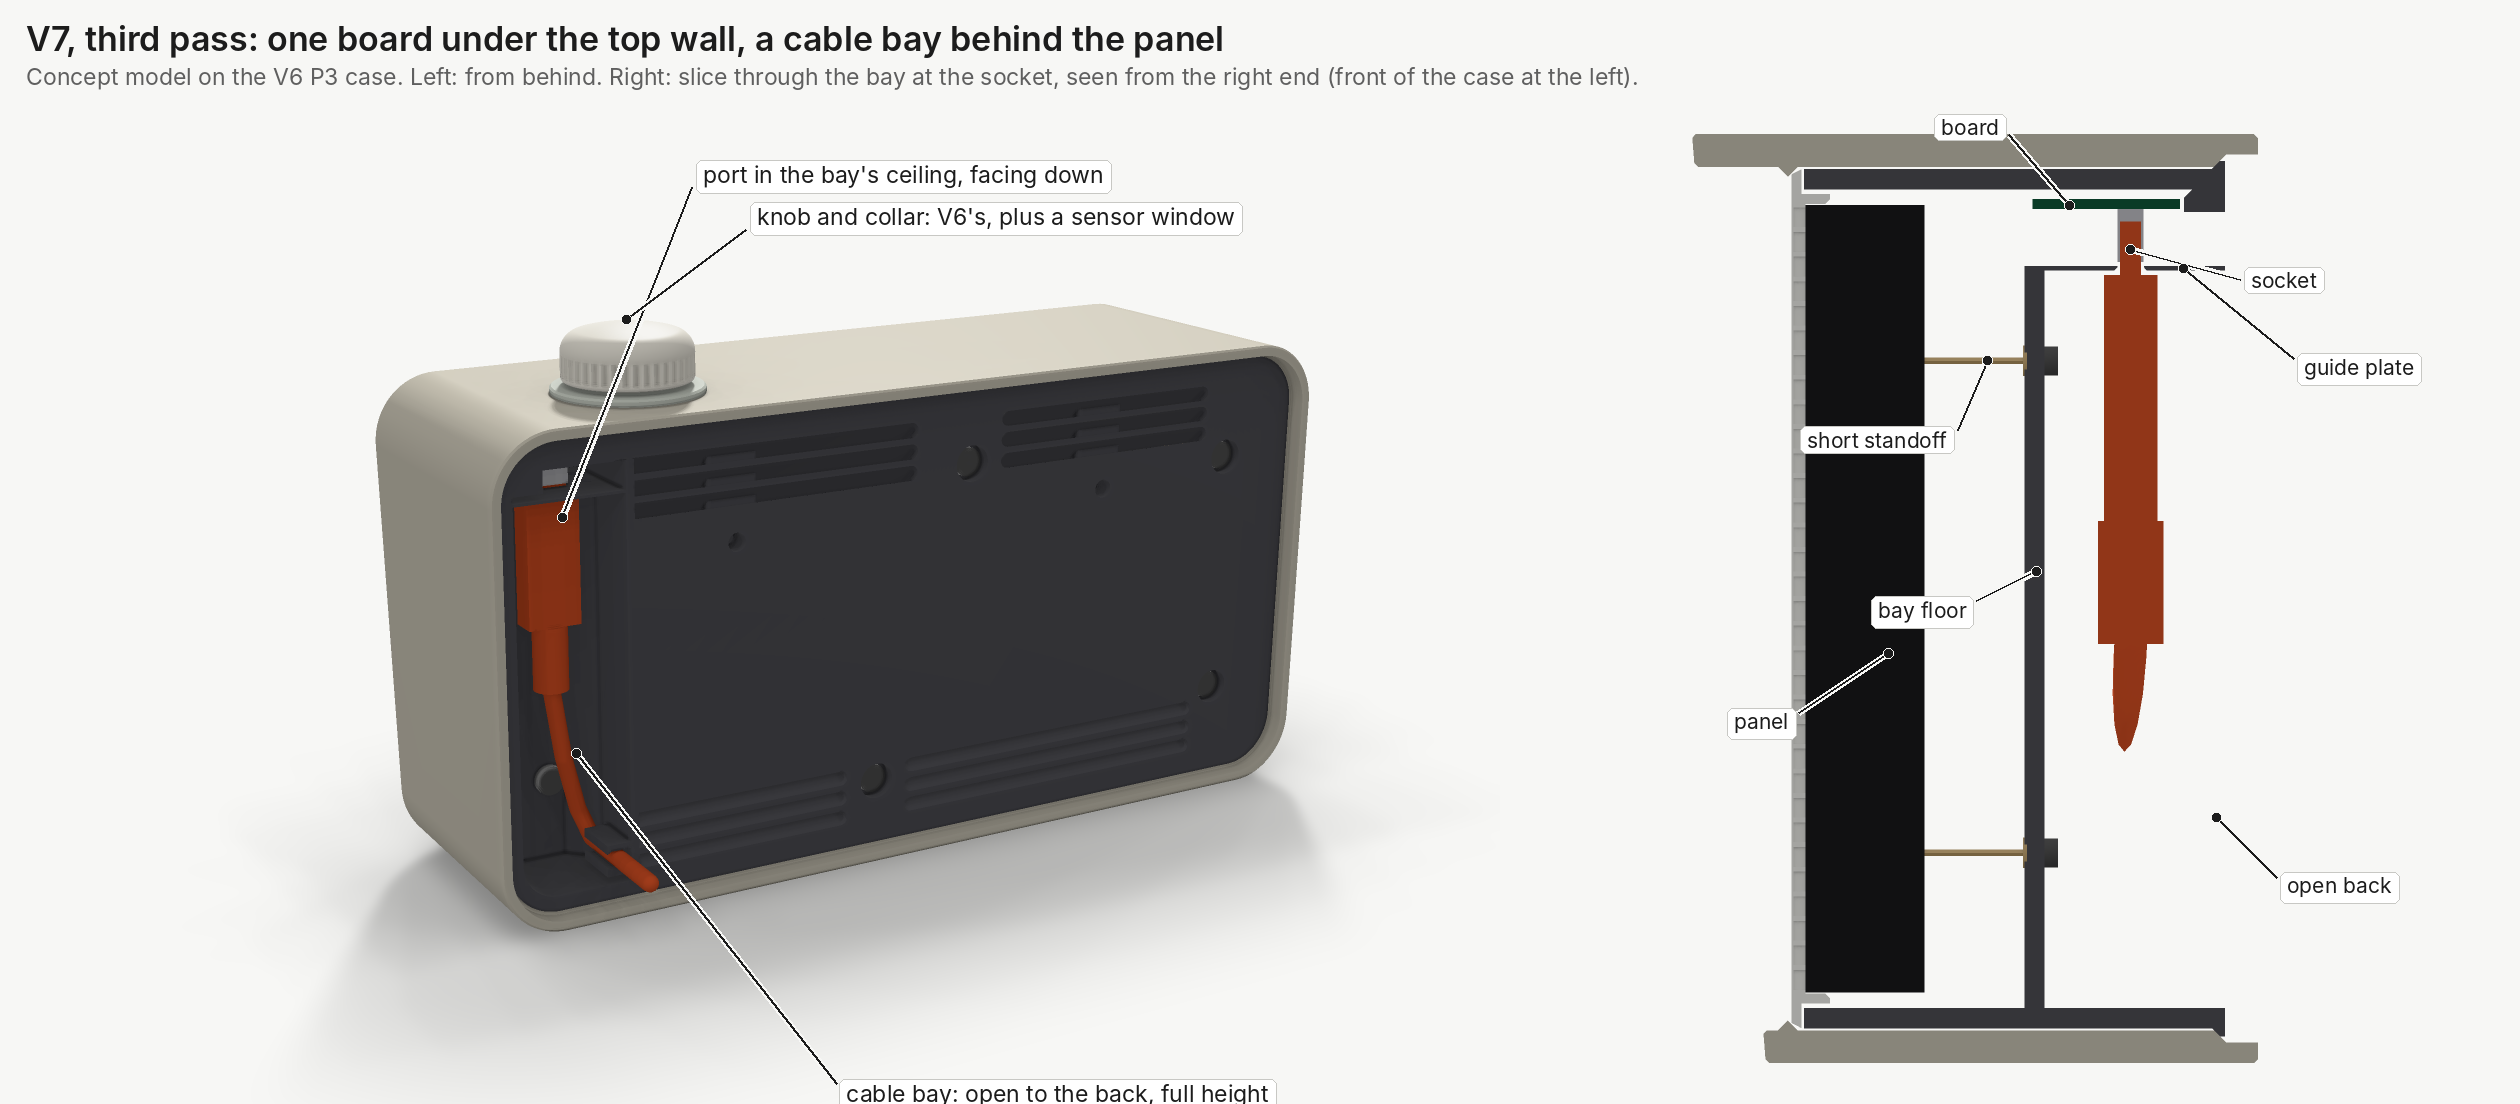 V7, third pass: one board under the top wall, a cable bay behind the panel
Concept model on the V6 P3 case. Left: from behind. Right: slice through the bay at the socket, seen from the right end (front of the case at the left).
port in the bay's ceiling, facing down
knob and collar: V6's, plus a sensor window
board
socket
guide plate
short standoff
bay floor
panel
open back
cable bay: open to the back, full height